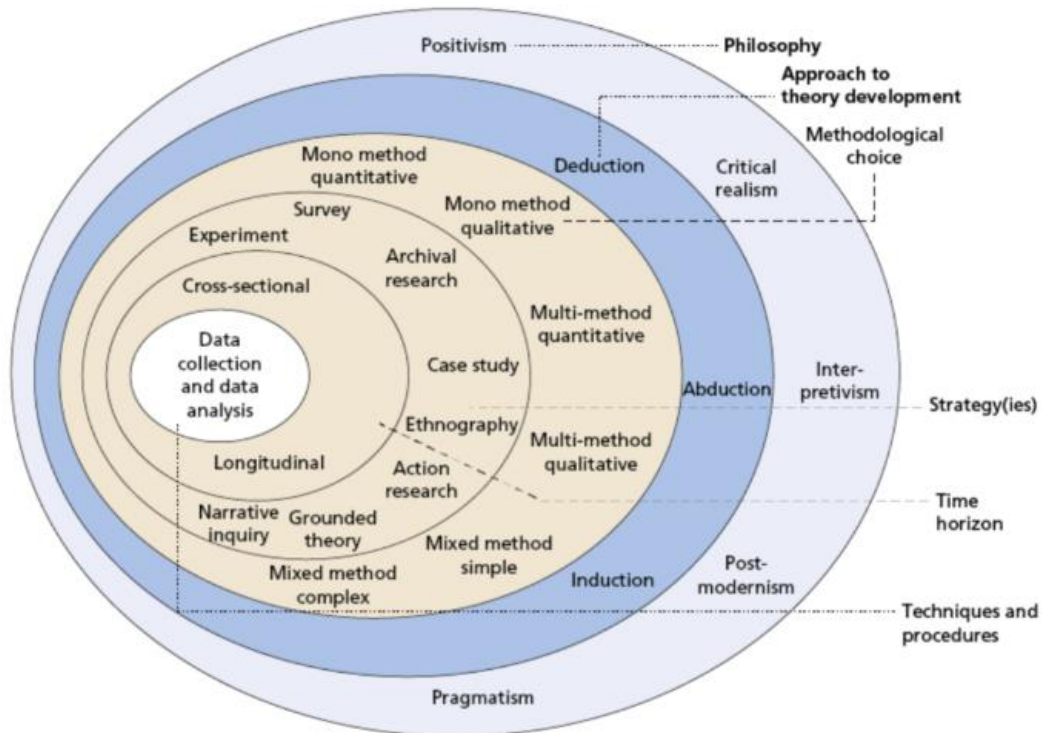 Positivism
Philosophy
Approach to
theory development
Methodological
choice
Mono method
quantitative
Deduction
Critical
realism
Survey
Mono method
qualitative
Experiment
Archival
research
Cross-sectional
Multi-method
quantitative
Data
collection
and data
analysis
Case study
Abduction
Inter-
pretivism
Strategy(ies)
Ethnography
Multi-method
qualitative
Longitudinal
Action
research
Time
horizon
Narrative
inquiry
Grounded
theory
Mixed method
simple
Mixed method
complex
Induction
Post-
modernism
Techniques and
procedures
Pragmatism